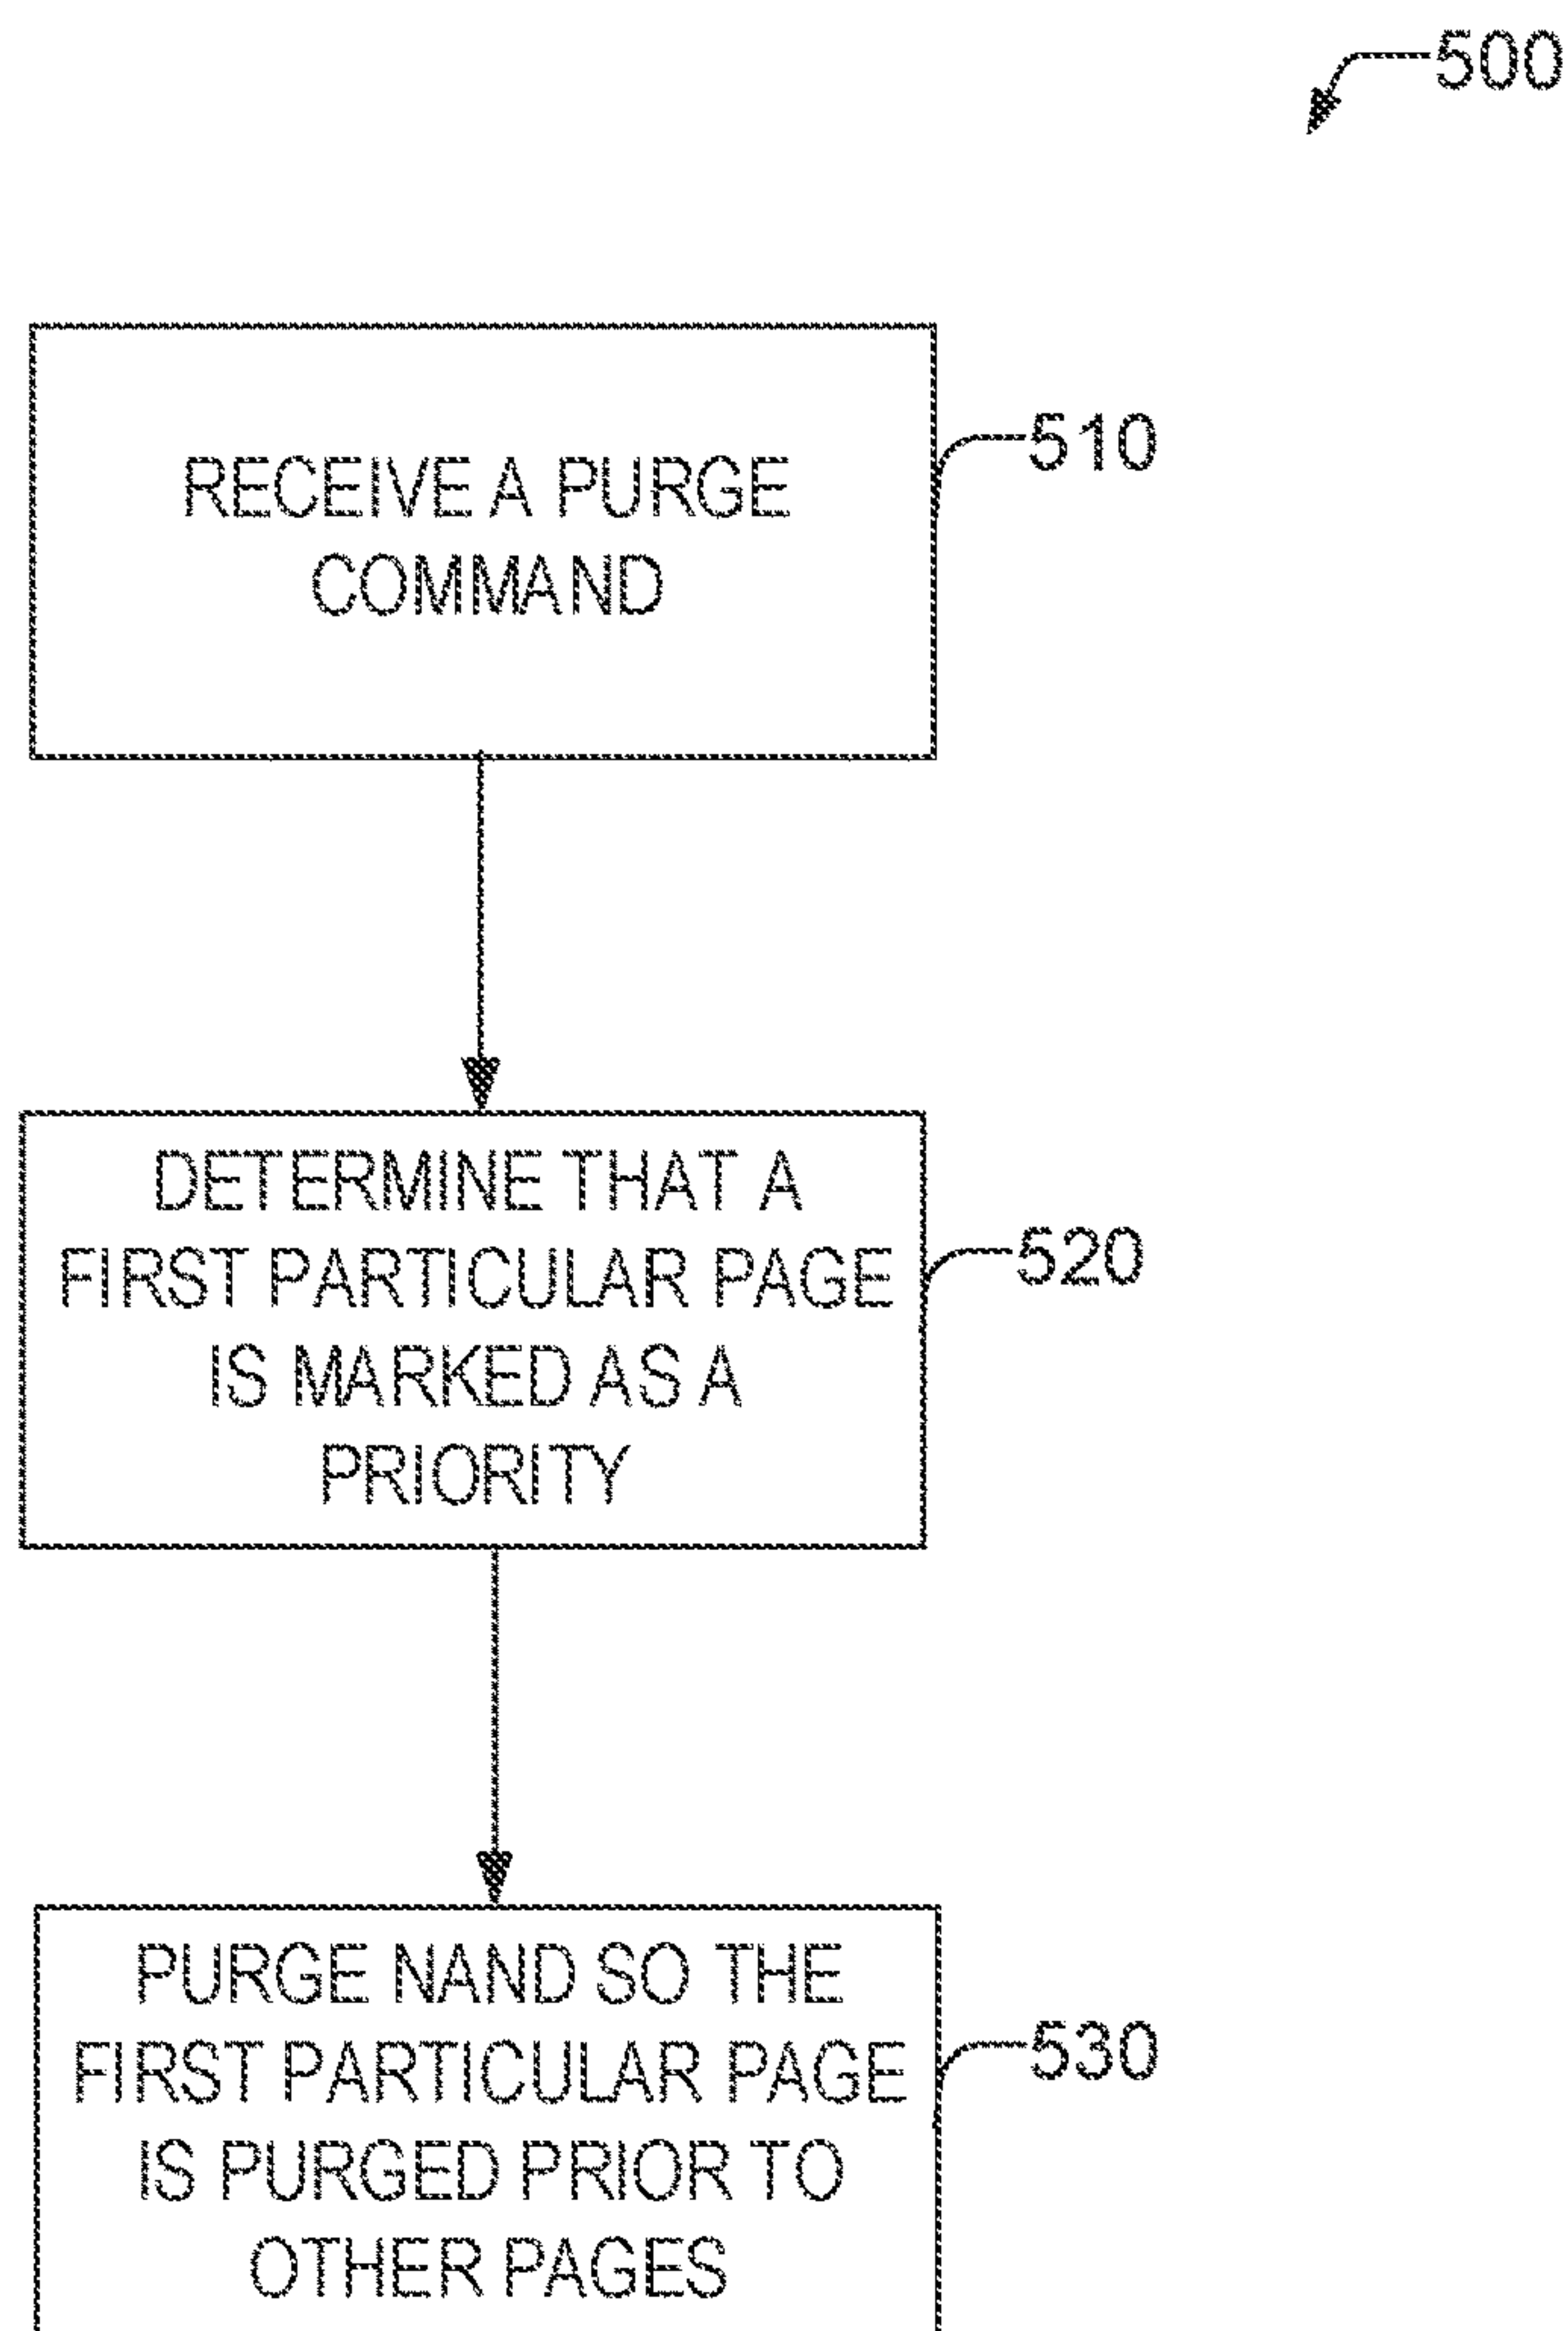 500
RECEIVE A PURGE
COMMAND
510
DETERMINE THAT A
FIRST PARTICULAR PAGE
IS MARKED AS A
PRIORITY
520
PURGE NAND SO THE
FIRST PARTICULAR PAGE
IS PURGED PRIOR TO
OTHER PAGES
530